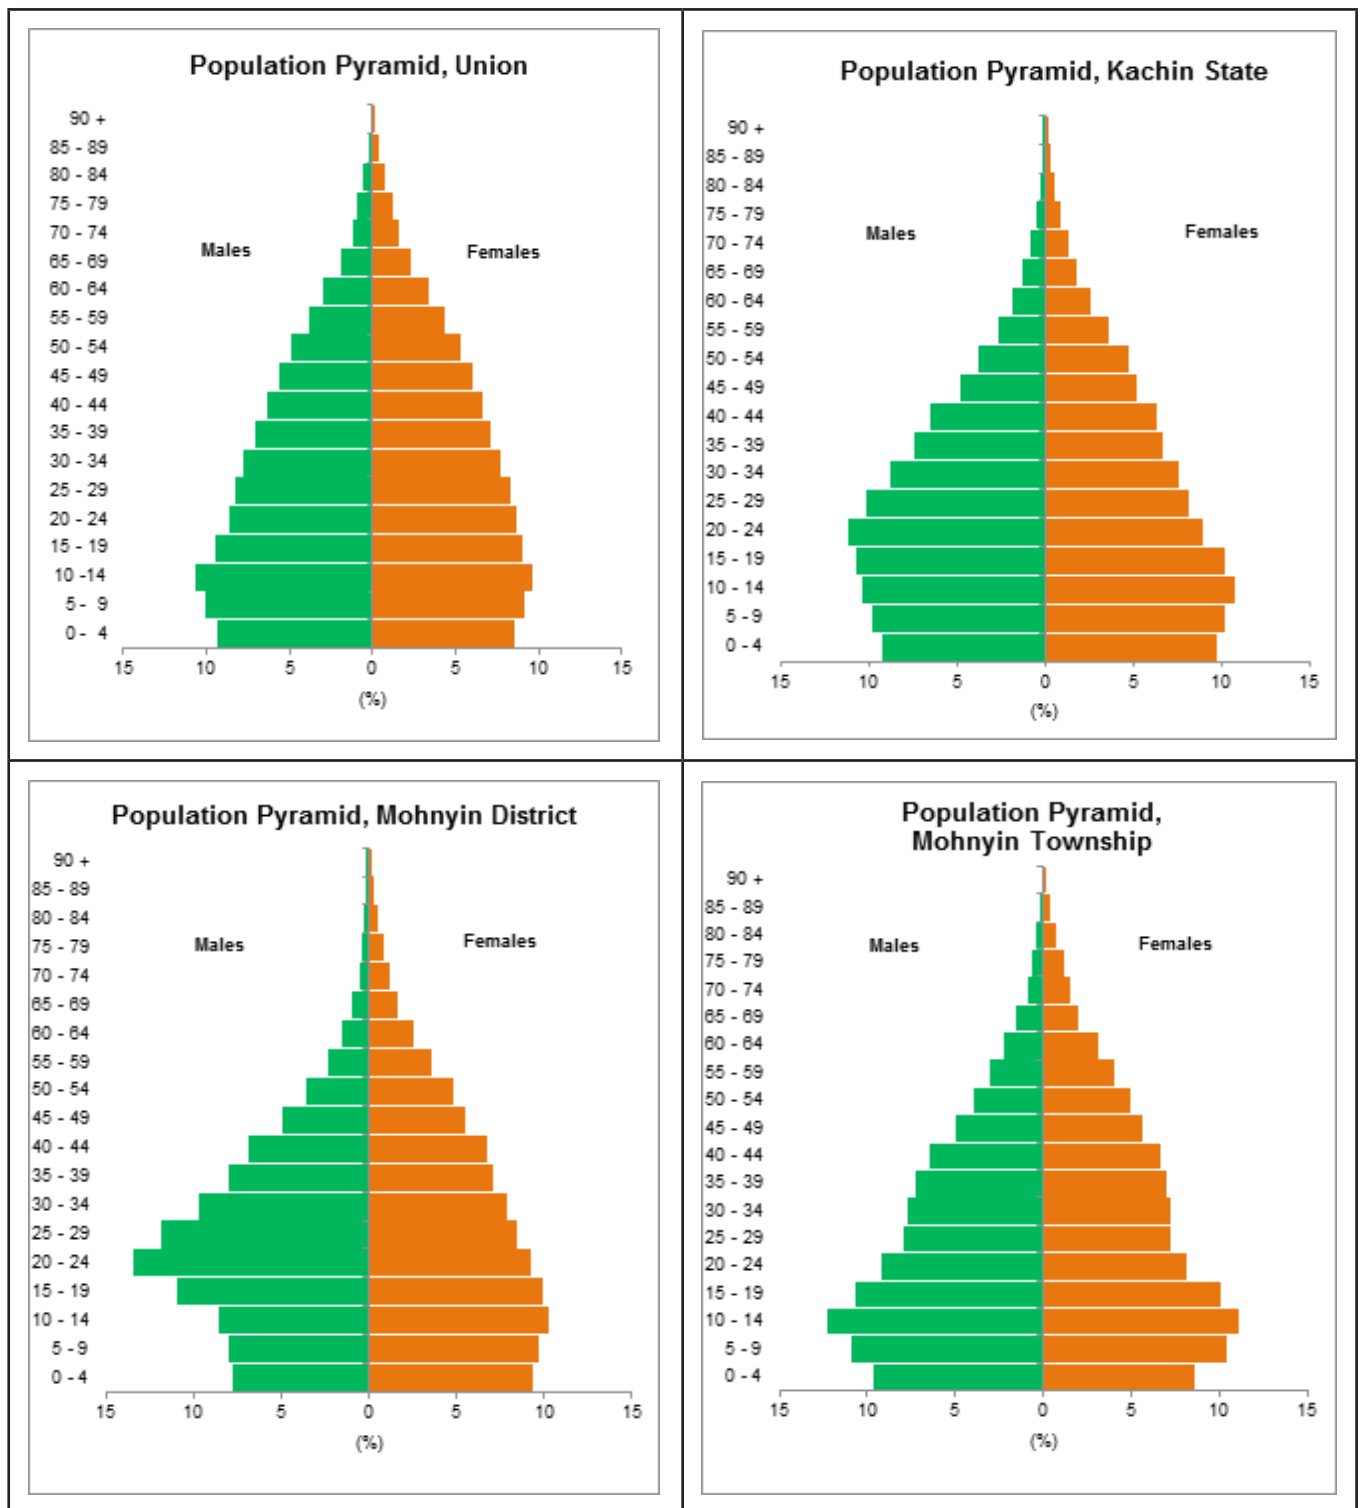 Population Pyramid, Union
90 +
85 - 89
80 - 84
75 - 79
70 - 74
Males
Females
65 - 69
60 - 64
55 - 59
50 - 54
45 - 49
40 - 44
35 - 39
30 - 34
25 - 29
20 - 24
15 - 19
10 -14
5 -  9
0 -  4
15 10 5 0 5 10 15
(%)
Population Pyramid, Kachin State
90 +
85 - 89
80 - 84
75 - 79
Males
Females
70 - 74
65 - 69
60 - 64
55 - 59
50 - 54
45 - 49
40 - 44
35 - 39
30 - 34
25 - 29
20 - 24
15 - 19
10 - 14
5 - 9
0 - 4
15 10 5 0 5 10 15
(%)
Population Pyramid, Mohnyin District
90 +
85 - 89
80 - 84
75 - 79
Males
Females
70 - 74
65 - 69
60 - 64
55 - 59
50 - 54
45 - 49
40 - 44
35 - 39
30 - 34
25 - 29
20 - 24
15 - 19
10 - 14
5 - 9
0 - 4
15 10 5 0 5 10 15
(%)
Population Pyramid,
Mohnyin Township
90 +
85 - 89
80 - 84
Males
Females
75 - 79
70 - 74
65 - 69
60 - 64
55 - 59
50 - 54
45 - 49
40 - 44
35 - 39
30 - 34
25 - 29
20 - 24
15 - 19
10 - 14
5 - 9
0 - 4
15 10 5 0 5 10 15
(%)